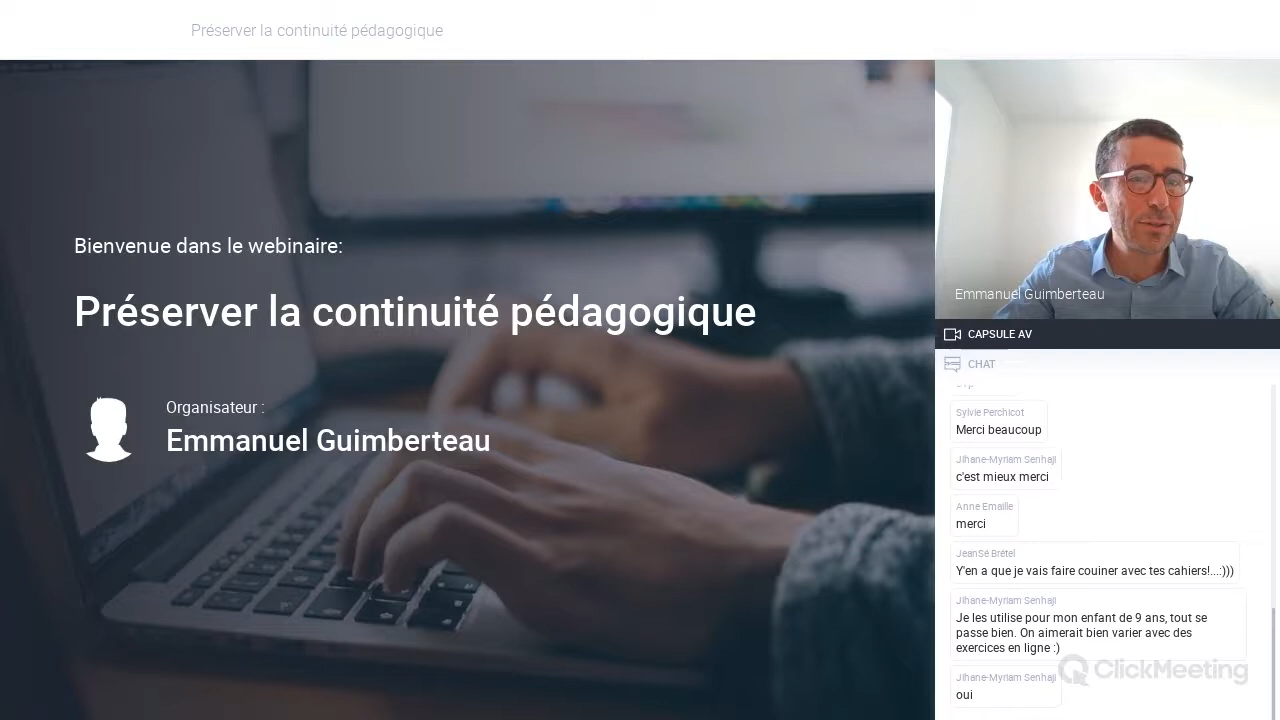 Préserver la continuité pédagogique
Bienvenue dans le webinaire:
Préserver la continuité pédagogique
Organisateur :
Emmanuel Guimberteau
Emmanuel Guimberteau
CAPSULE AV
CHAT
Sylvie Perchicot
Merci beaucoup
Jihane-Myriam Senhaji
c'est mieux merci
Anne Emaille
merci
JeanSé Brétel
Y'en a que je vais faire couiner avec tes cahiers!...:)))
Jihane-Myriam Senhaji
Je les utilise pour mon enfant de 9 ans, tout se
passe bien. On aimerait bien varier avec des
exercices en ligne :)
Jihane-Myriam Senhaji
oui
ClickMeeting